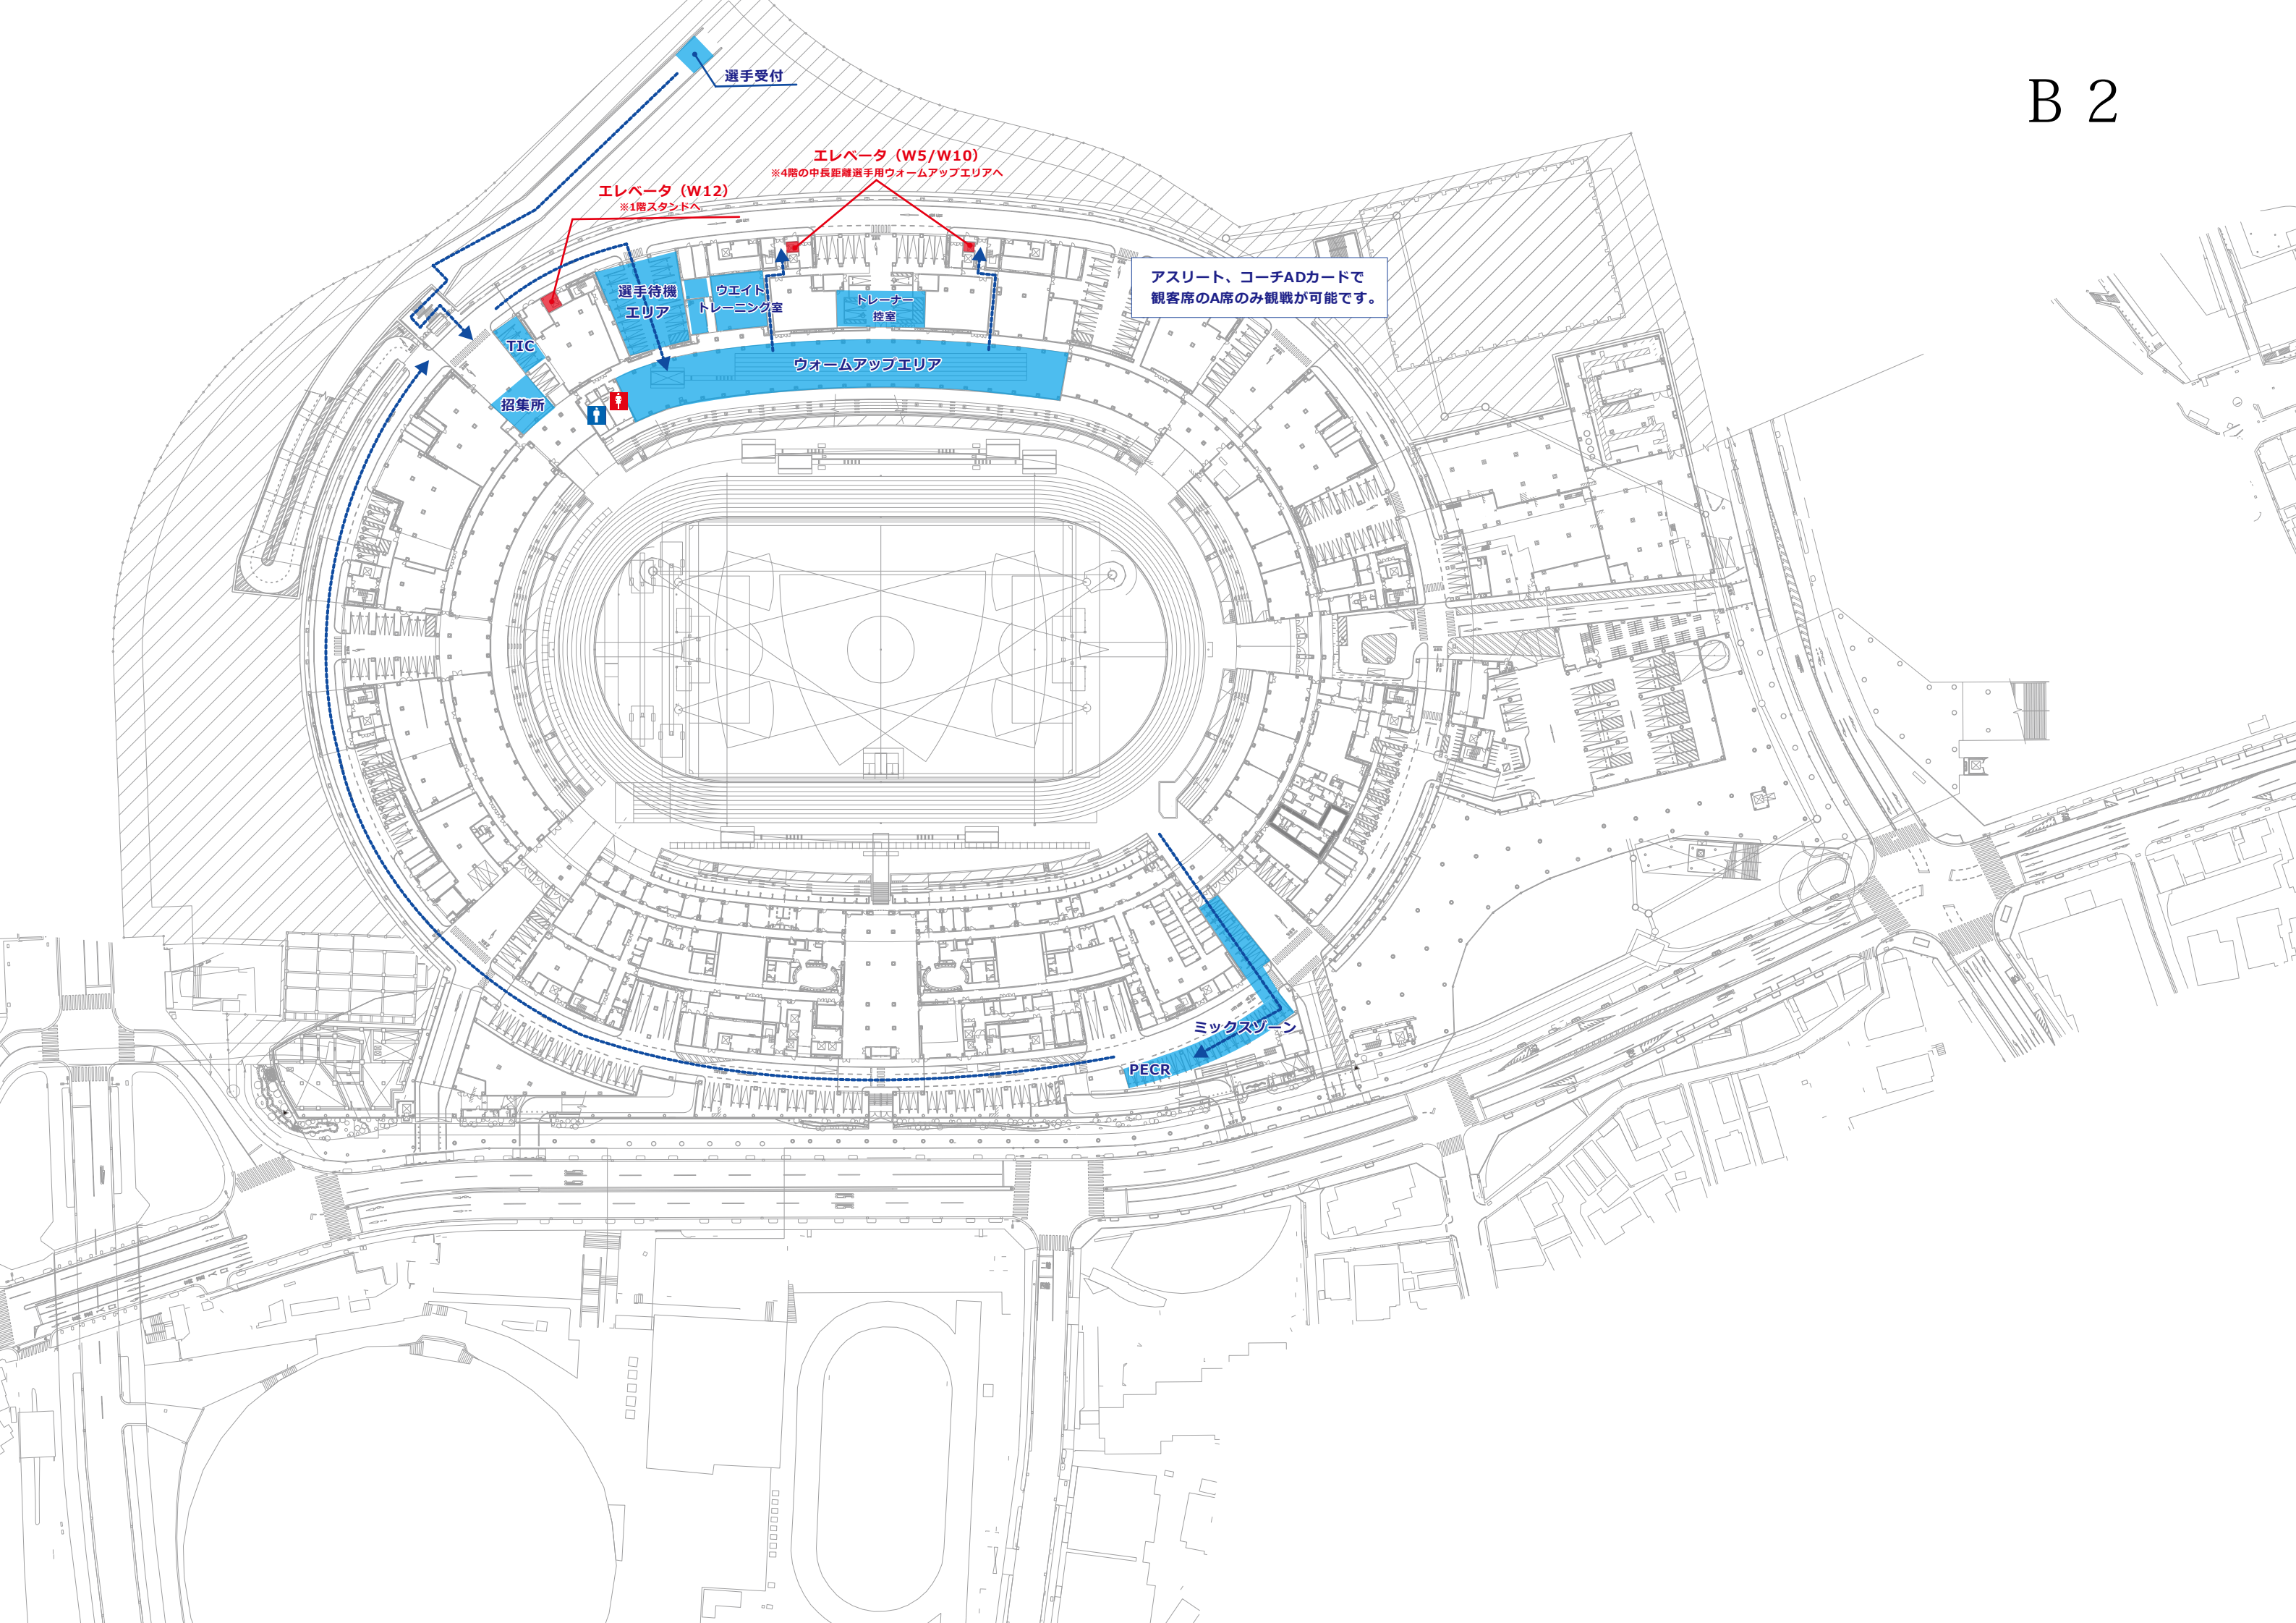 B 2
選手受付
エレベータ（W5/W10）
※4階の中長距離選手用ウォームアップエリアへ
エレベータ（W12）
※1階スタンドへ
アスリート、コーチADカードで
観客席のA席のみ観戦が可能です。
選手待機
エリア
ウエイト
トレーニング室
トレーナー
控室
TIC
ウォームアップエリア
招集所
ミックスゾーン
PECR